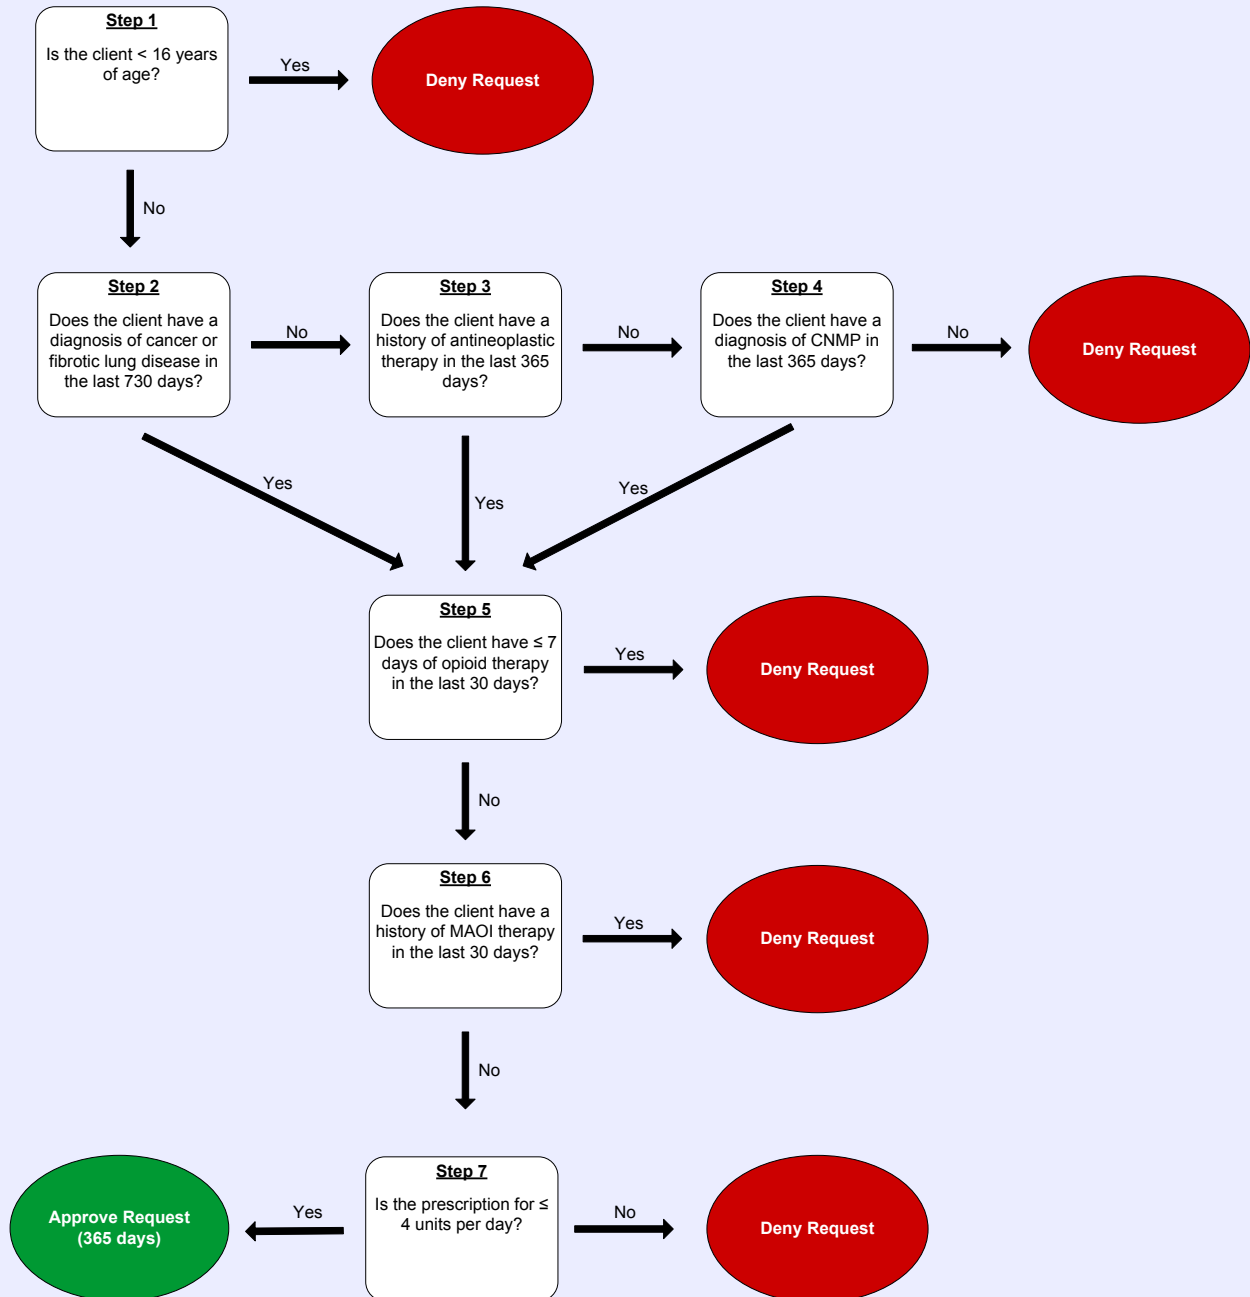 Step 1
Is the client < 16 years
of age?
Yes
Deny Request
No
Step 2
Does the client have a
diagnosis of cancer or
fibrotic lung disease in
the last 730 days?
No
Step 3
Does the client have a
history of antineoplastic
therapy in the last 365
days?
No
Step 4
Does the client have a
diagnosis of CNMP in
the last 365 days?
No
Deny Request
Yes
Yes
Yes
Step 5
Does the client have ≤ 7
days of opioid therapy
in the last 30 days?
Yes
Deny Request
No
Step 6
Does the client have a
history of MAOI therapy
in the last 30 days?
Yes
Deny Request
No
Step 7
Is the prescription for ≤
4 units per day?
Yes
Approve Request
(365 days)
No
Deny Request